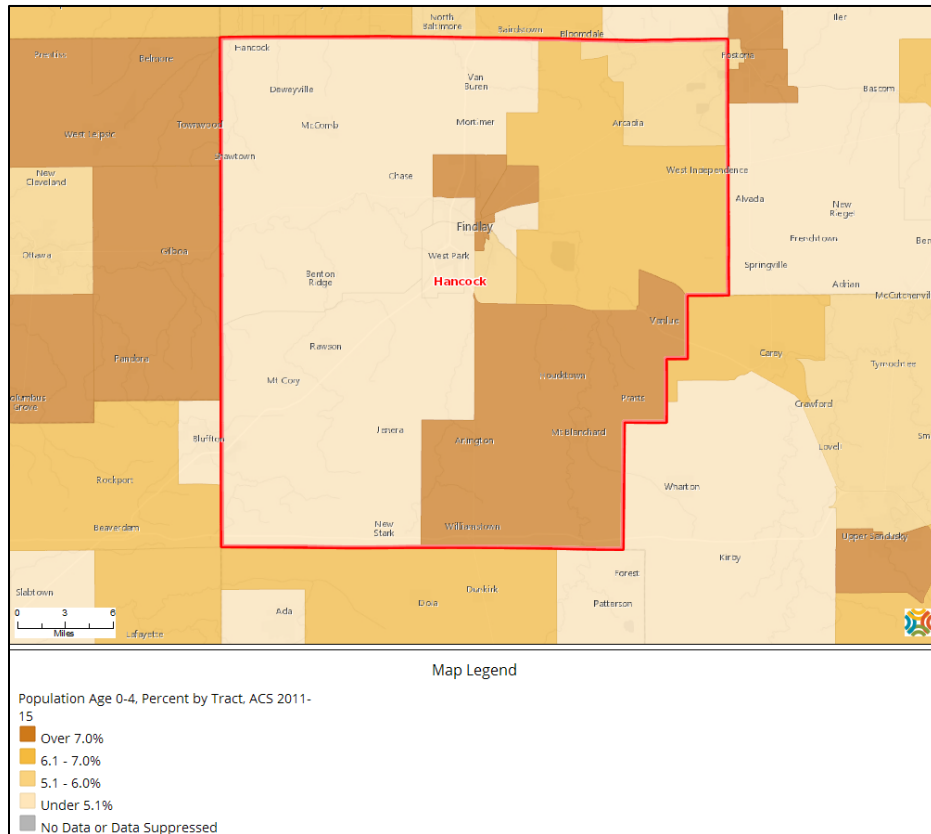 North
Baltimore
Bairdstown
Bloomdale
Hancock
Fostoria
Belmore
Van
Buren
Deweyville
Bascom
Mortimer
McComb
Arcadia
West Leipsic
Townwood
Shawtown
New
Cleveland
Chase
West Independence
Alvada
New
Riegel
Findlay
Frenchtown
Gilboa
Ottawa
West Park
Benton
Ridge
Hancock
Springville
Adrian
McCutchenville
Vanlue
Rawson
Pandora
Carey
Tymochtee
Mt Cory
Houcktown
Prasts
Columbus
Grove
Crawford
Jenera
Arlington
McBlanchard
Bluffton
Lovell
Rockport
Wharton
New
Stark
Williamstown
Beaverdam
Upper Sandusky
Kirby
Forest
Slabtown
Dunkirk
Dola
Patterson
Ada
0 3 6
Miles
Lafayette
Map Legend
Population Age 0-4, Percent by Tract, ACS 2011-
15
Over 7.0%
6.1 - 7.0%
5.1 - 6.0%
Under 5.1%
No Data or Data Suppressed